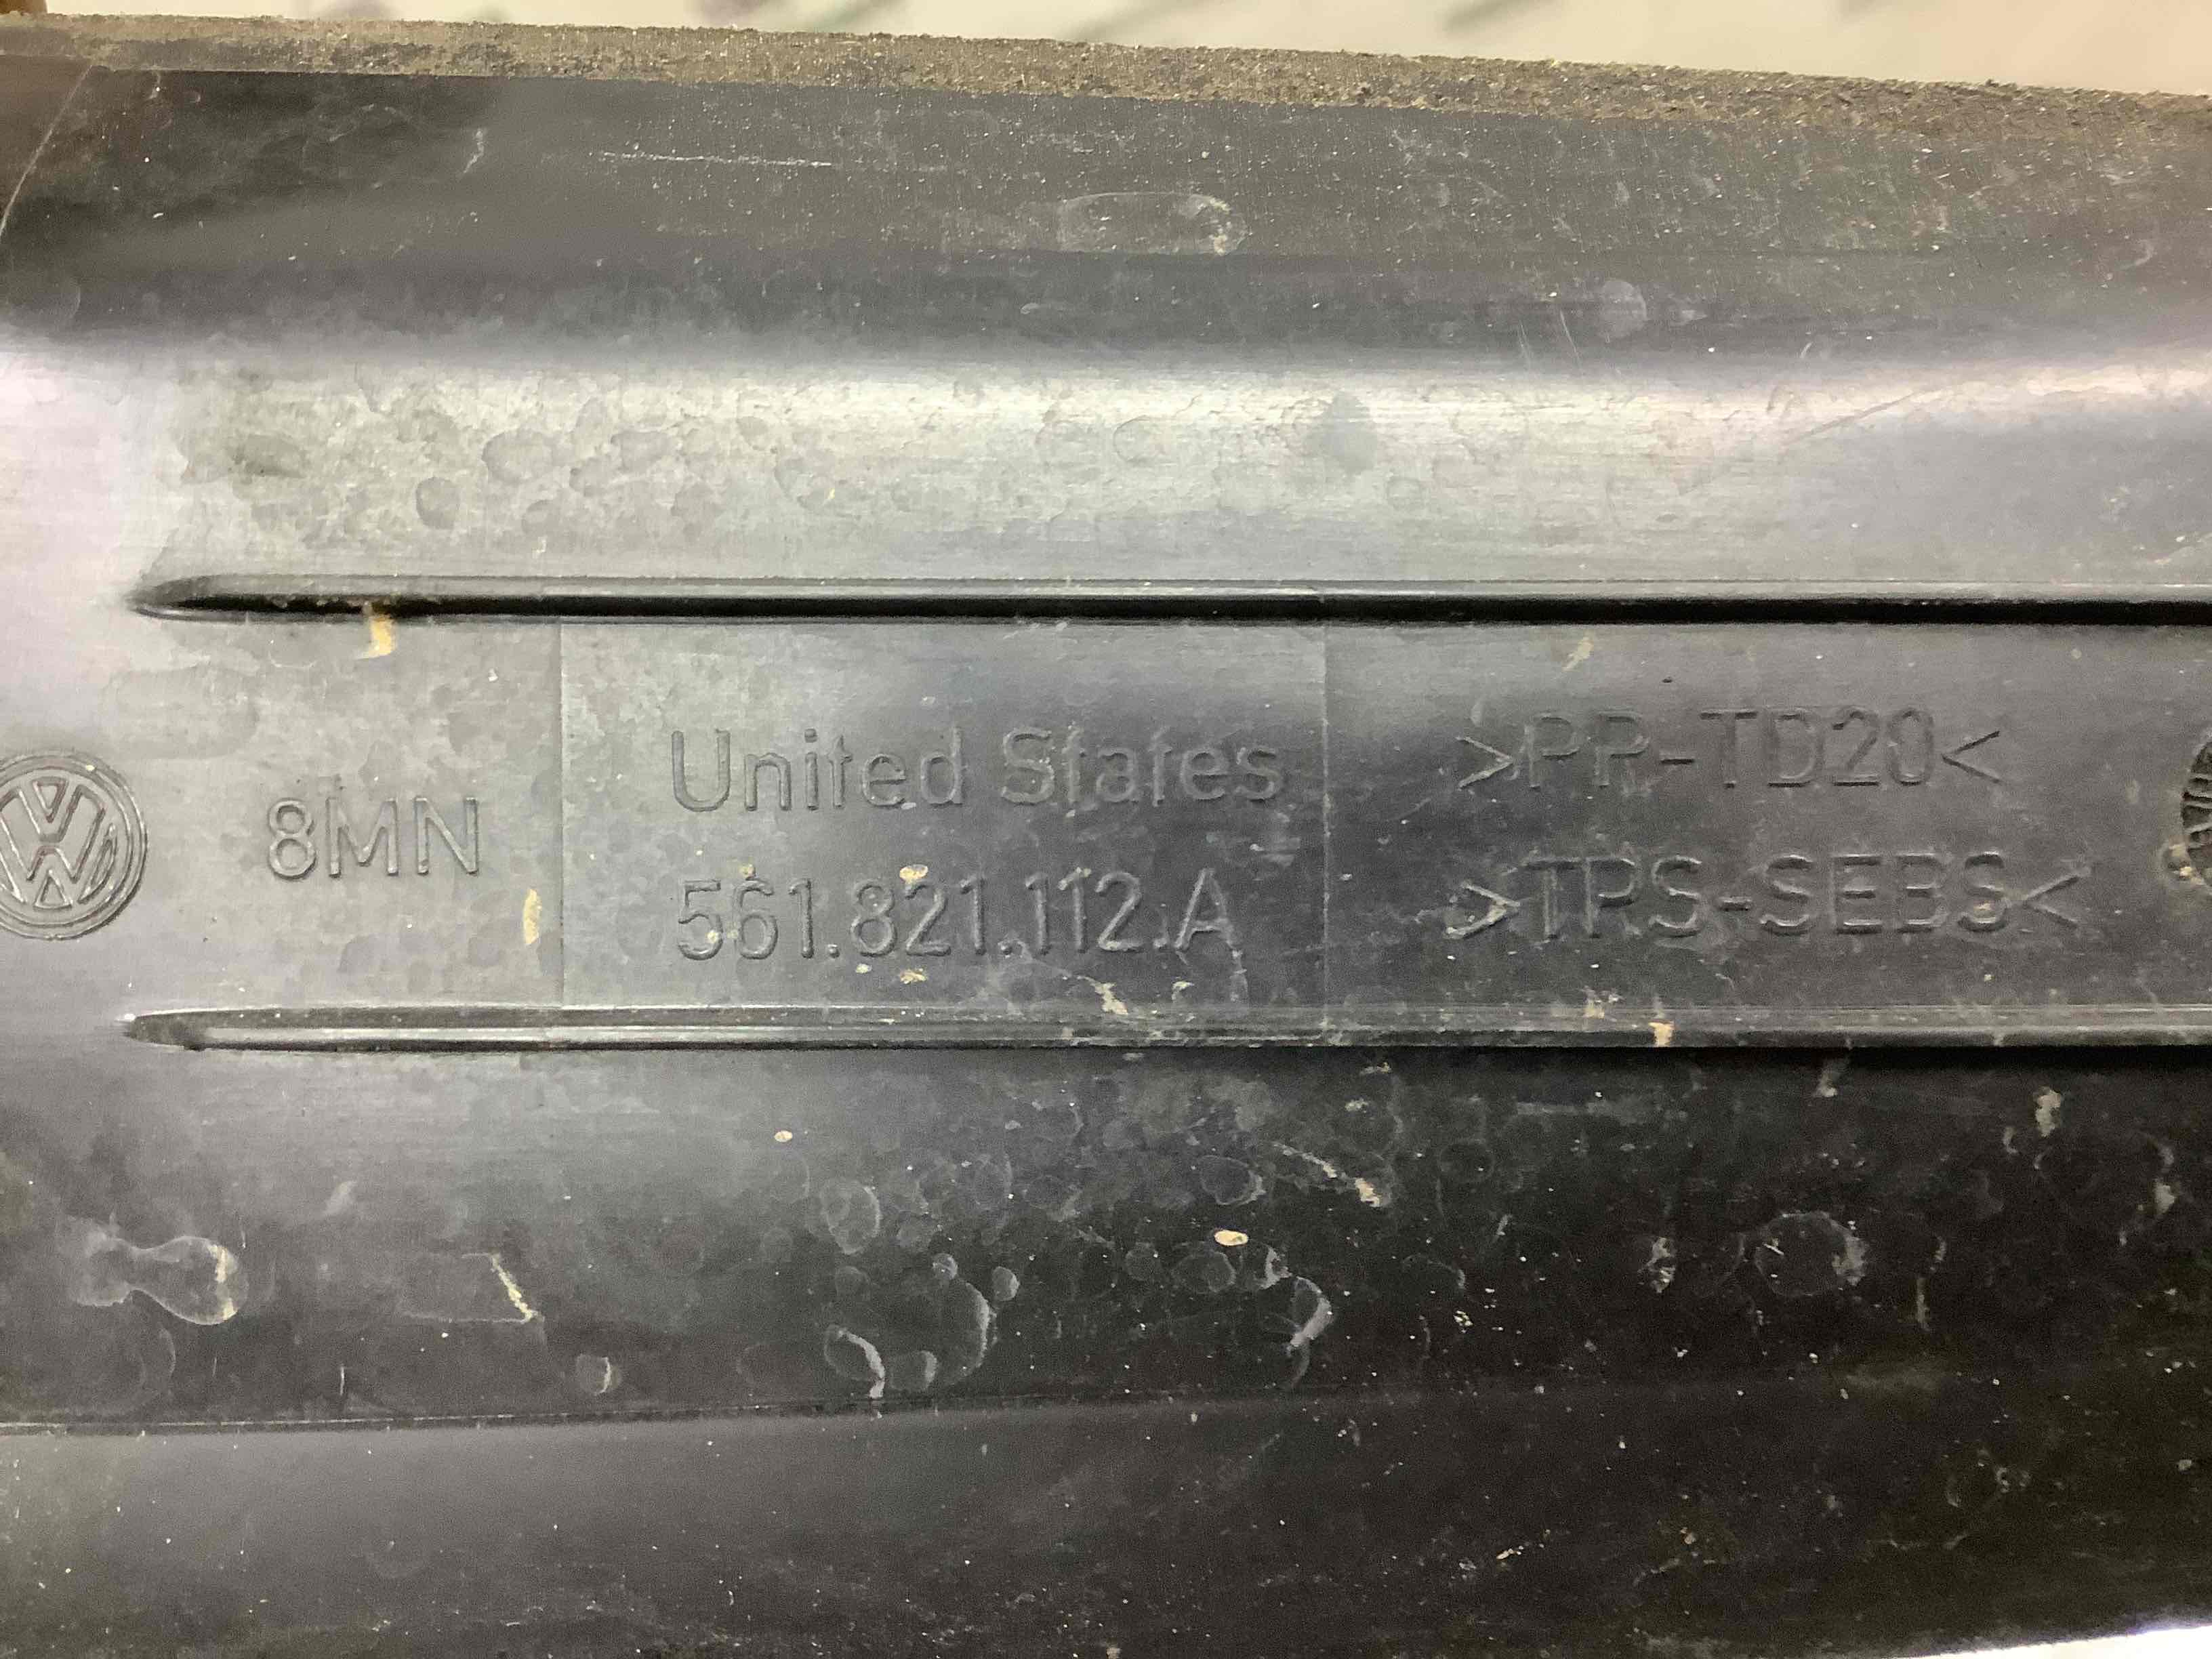 8MN
United States
561.821.112.A
>PP-TD20<
>TPS-SEBS<